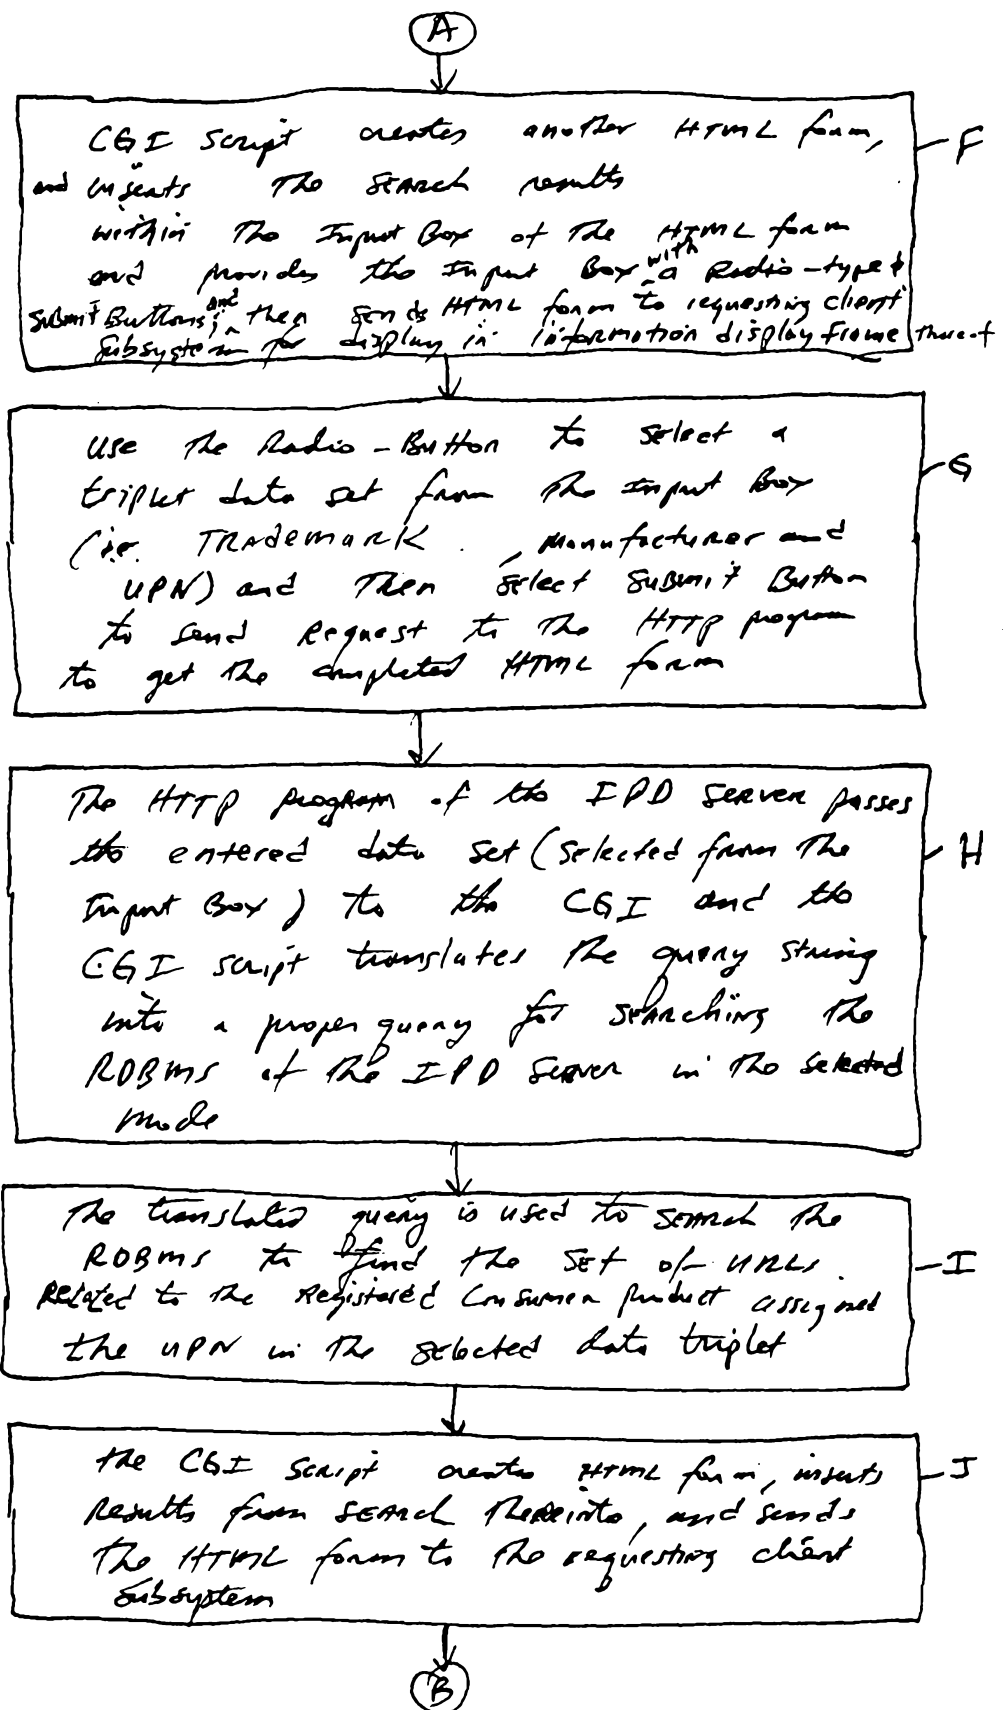 A
CGI Script creates another HTML form, F
and inserts The SEARCH results
within The Input Box of The HTML form
and provides the Input Box with a Radio-type &
Submit Buttons; and then sends HTML form to requesting client
Subsystem for display in information display frame thereof
Use The Radio-Button to select a
triplet data set from The Input Box G
(i.e. TRAdemarK , Manufacturer and
UPN) and Then select Submit Button
to send Request to The HTTP program
to get The completed HTML form
The HTTP program of the IPD SERVER passes
the entered data set (selected from The H
Input Box) to the CGI and the
CGI script translates The query string
into a proper query for SEARching The
RDBMS of The IPD Server in The selected
Mode
The translated query is used to SEARCH The
RDBMS to find the SET of URLs I
RELATED to the Registered Consumer Product assigned
the UPN in The selected data triplet
the CGI Script creates HTML form, inserts J
Results from SEARCH Thereinto, and sends
The HTML form to The requesting client
Subsystem
B